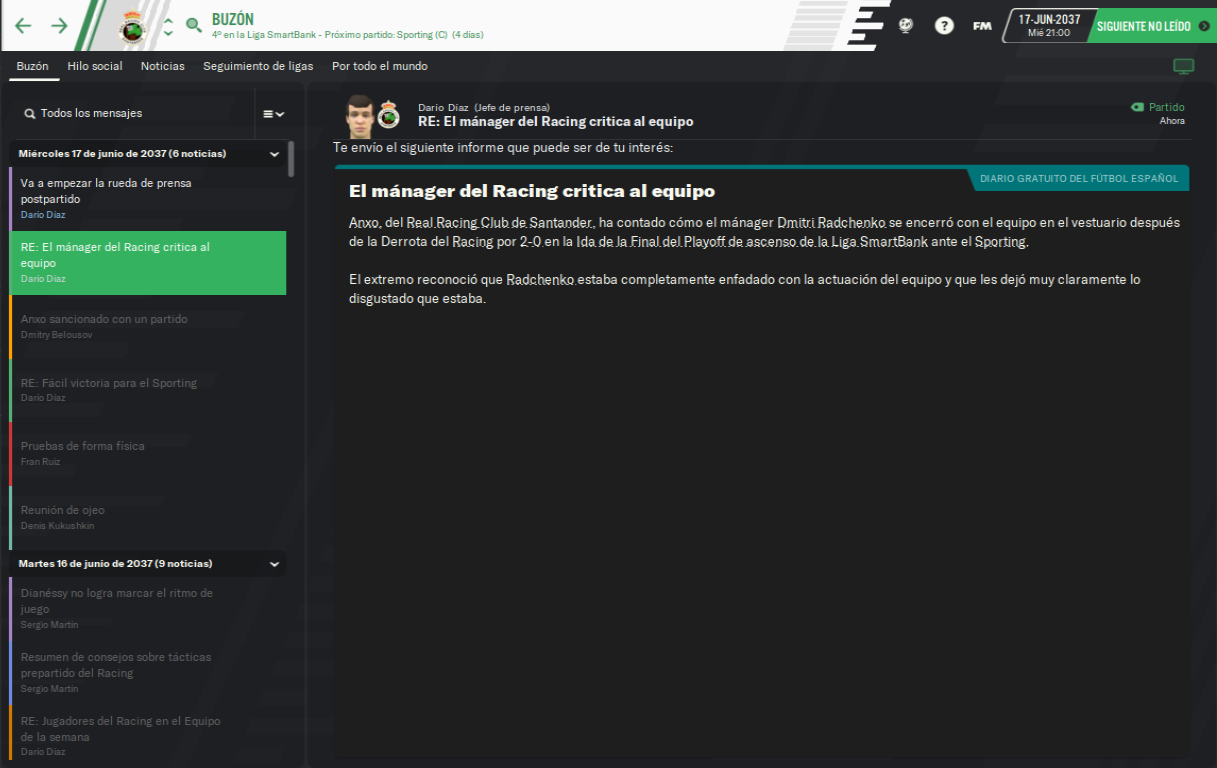 BUZÓN
4º en la Liga SmartBank - Próximo partido: Sporting (C) (4 días)
?
FM
17-JUN-2037
Mié 21:00
SIGUIENTE NO LEÍDO
Buzón Hilo social Noticias Seguimiento de ligas Por todo el mundo
Todos los mensajes
Miércoles 17 de junio de 2037 (6 noticias)
Va a empezar la rueda de prensa
postpartido
Darío Díaz
RE: El mánager del Racing critica al
equipo
Darío Díaz
Anxo sancionado con un partido
Dmitry Belousov
RE: Fácil victoria para el Sporting
Darío Díaz
Pruebas de forma física
Fran Ruiz
Reunión de ojeo
Denis Kukushkin
Martes 16 de junio de 2037 (9 noticias)
Dianéssy no logra marcar el ritmo de
juego
Sergio Martín
Resumen de consejos sobre tácticas
prepartido del Racing
Sergio Martín
RE: Jugadores del Racing en el Equipo
de la semana
Darío Díaz
Darío Díaz (Jefe de prensa)
RE: El mánager del Racing critica al equipo
Partido
Ahora
Te envío el siguiente informe que puede ser de tu interés:
DIARIO GRATUITO DEL FÚTBOL ESPAÑOL
El mánager del Racing critica al equipo
Anxo, del Real Racing Club de Santander, ha contado cómo el mánager Dmitri Radchenko se encerró con el equipo en el vestuario después
de la Derrota del Racing por 2-0 en la Ida de la Final del Playoff de ascenso de la Liga SmartBank ante el Sporting.
El extremo reconoció que Radchenko estaba completamente enfadado con la actuación del equipo y que les dejó muy claramente lo
disgustado que estaba.